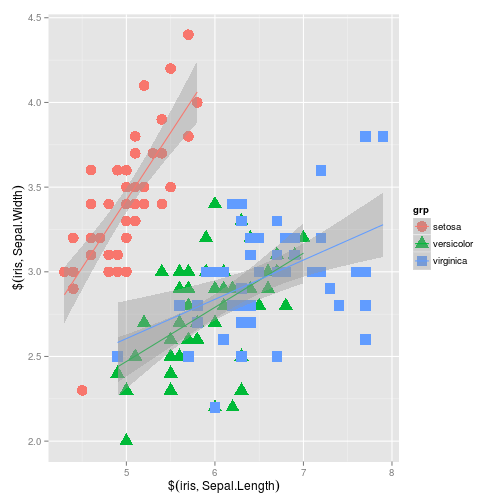 4.5
4.0
3.5
3.0
2.5
2.0
$(iris, Sepal.Width)
5
6
7
8
$(iris, Sepal.Length)
grp
setosa
versicolor
virginica